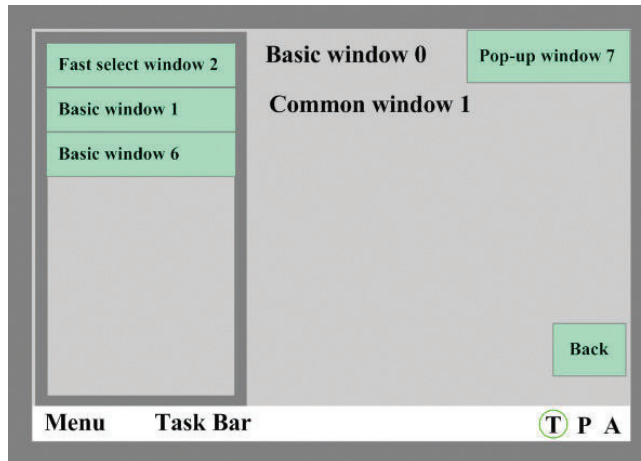 Fast select window 2
Basic window 1
Basic window 6
Basic window 0
Pop-up window 7
Common window 1
Back
Menu Task Bar T P A